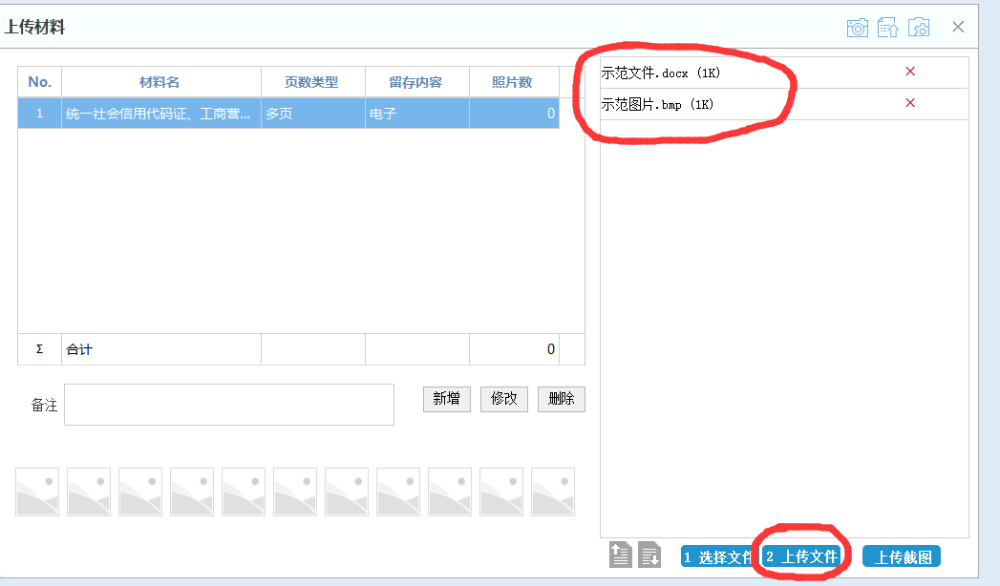 上传材料
No. 材料名 页数类型 留存内容 照片数
1 统一社会信用代码证、工商营... 多页 电子 0
Σ 合计 0
备注
新增 修改 删除
示范文件.docx (1K)
示范图片.bmp (1K)
1 选择文件 2 上传文件 上传截图